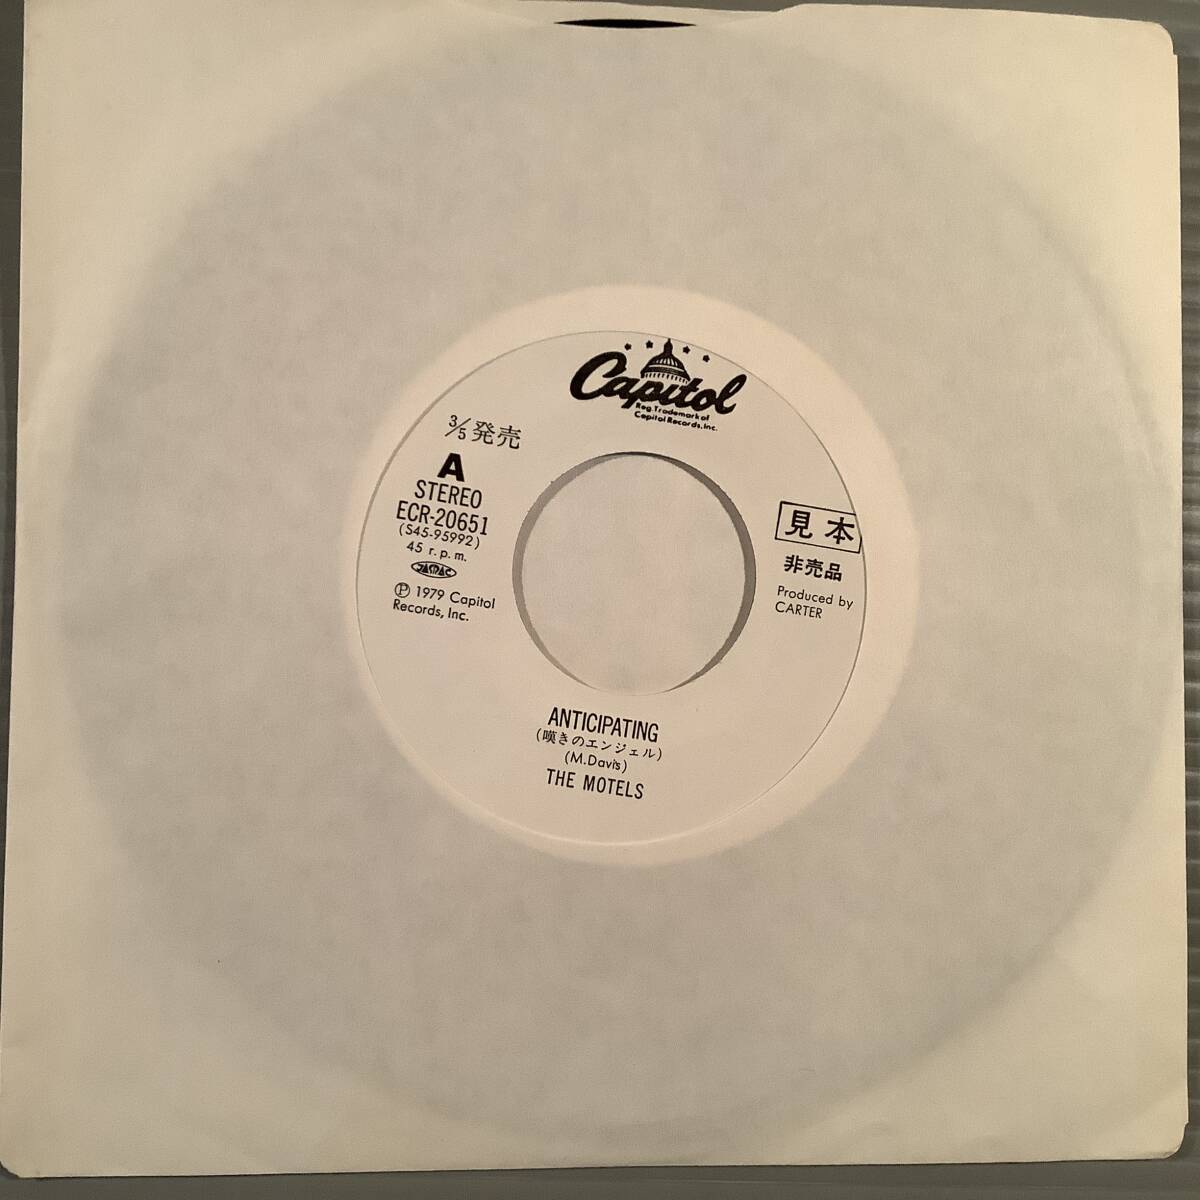 Capitol
Reg. Trademark of
Capitol Records, Inc.
3/5 発売
A
STEREO
ECR-20651
(S45-95992)
45 r.p.m.
JASRAC
Ⓟ 1979 Capitol
Records, Inc.
見本
非売品
Produced by
CARTER
ANTICIPATING
(嘆きのエンジェル)
(M.Davis)
THE MOTELS